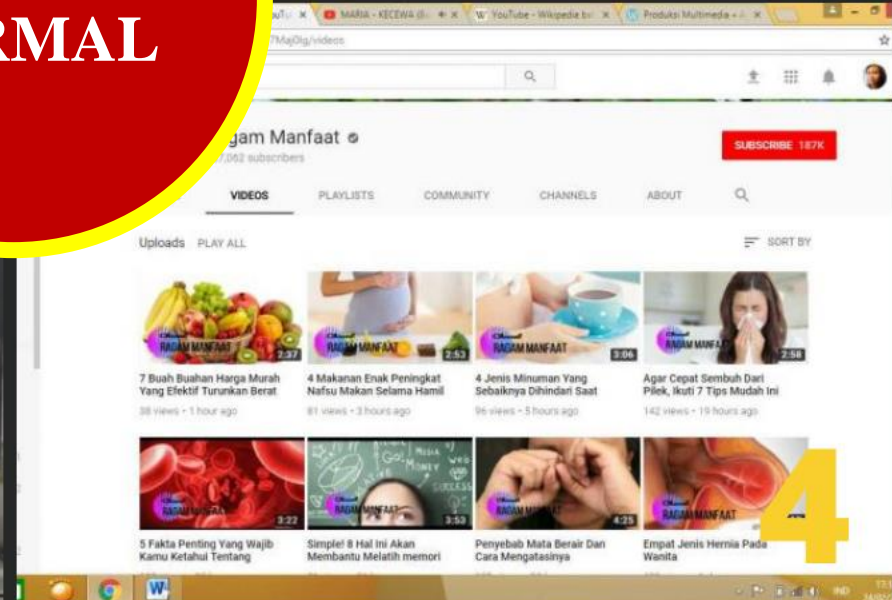 RMAL
MARIA - KECEWA
YouTube - Wikipedia
Produksi Multimedia
/videos
gam Manfaat
7,062 subscribers
SUBSCRIBE 187K
VIDEOS PLAYLISTS COMMUNITY CHANNELS ABOUT
Uploads PLAY ALL
SORT BY
RAGAM MANFAAT 2:37
RAGAM MANFAAT 2:53
RAGAM MANFAAT 3:06
RAGAM MANFAAT 2:58
7 Buah Buahan Harga Murah
Yang Efektif Turunkan Berat
38 views • 1 hour ago
4 Makanan Enak Peningkat
Nafsu Makan Selama Hamil
81 views • 3 hours ago
4 Jenis Minuman Yang
Sebaiknya Dihindari Saat
96 views • 5 hours ago
Agar Cepat Sembuh Dari
Pilek, Ikuti 7 Tips Mudah Ini
142 views • 19 hours ago
RAGAM MANFAAT 3:22
RAGAM MANFAAT 3:53
RAGAM MANFAAT 4:25
RAGAM MANFAAT
5 Fakta Penting Yang Wajib
Kamu Ketahui Tentang
Simple! 8 Hal Ini Akan
Membantu Melatih memori
Penyebab Mata Berair Dan
Cara Mengatasinya
Empat Jenis Hernia Pada
Wanita
4
IND